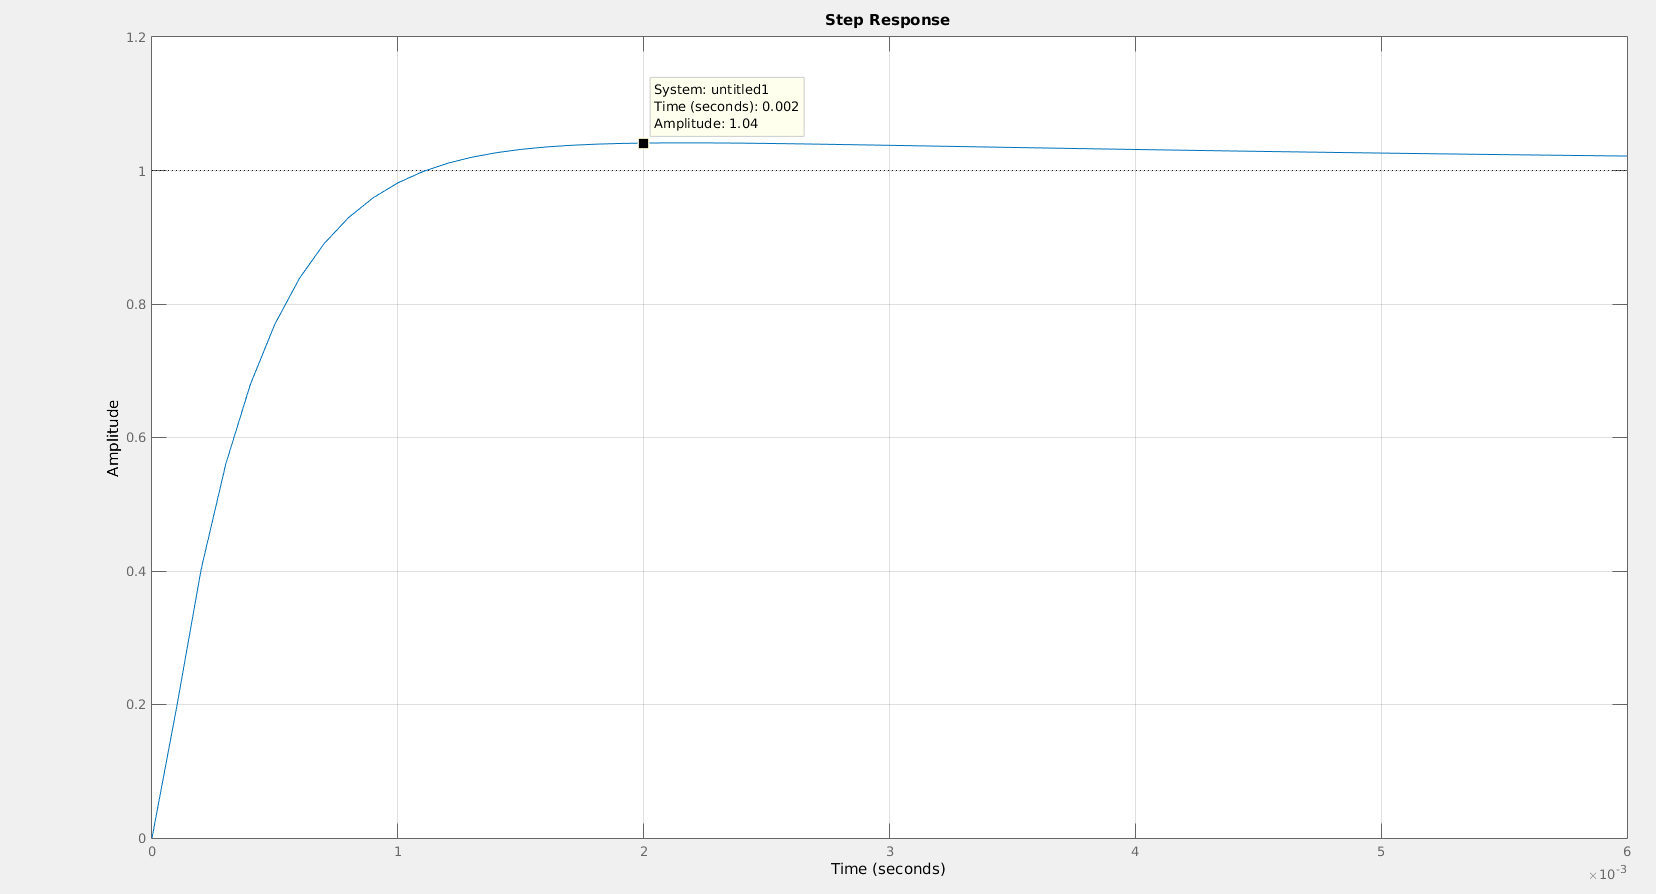 Step Response
1.2
System: untitled1
Time (seconds): 0.002
Amplitude: 1.04
1
0.8
0.6
Amplitude
0.4
0.2
0
0 1 2 3 4 5 6
Time (seconds)
×10⁻³